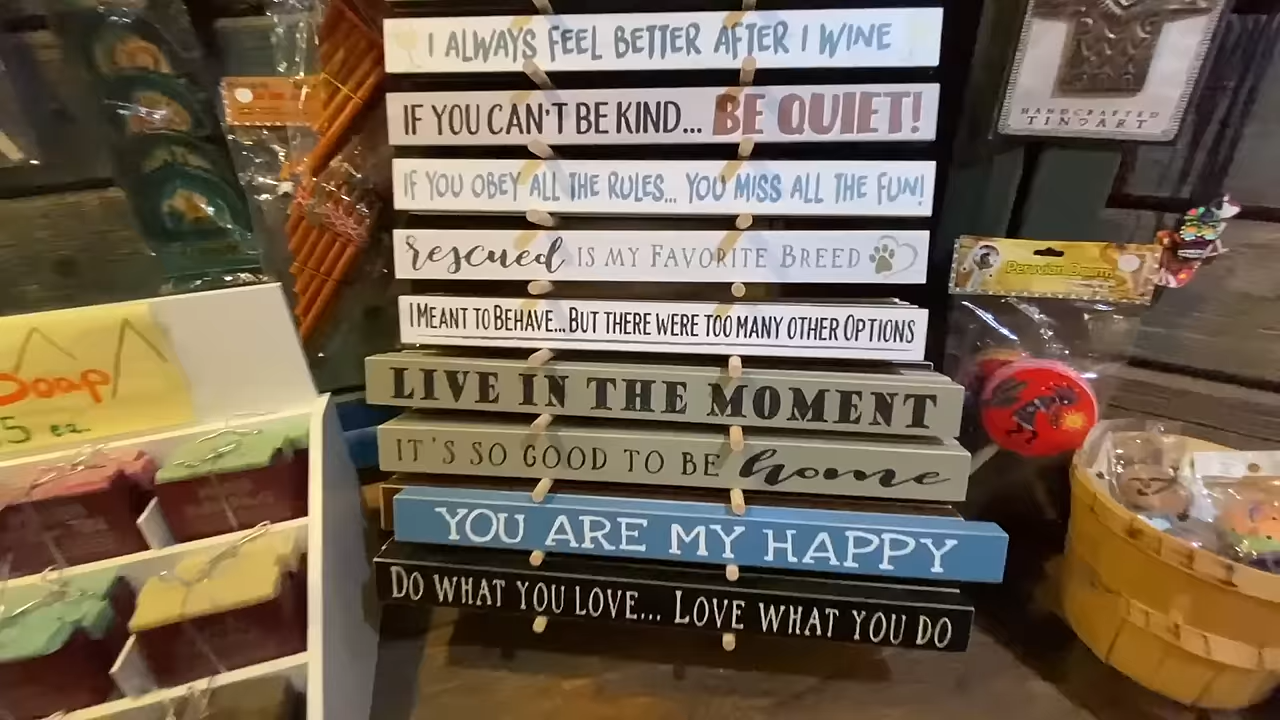 I ALWAYS FEEL BETTER AFTER I WINE
IF YOU CAN'T BE KIND... BE QUIET!
IF YOU OBEY ALL THE RULES... YOU MISS ALL THE FUN!
rescued IS MY FAVORITE BREED
I MEANT TO BEHAVE... BUT THERE WERE TOO MANY OTHER OPTIONS
LIVE IN THE MOMENT
IT'S SO GOOD TO BE home
YOU ARE MY HAPPY
DO WHAT YOU LOVE... LOVE WHAT YOU DO
HANDCRAFTED
TIN ART
Peruvian Drum
Soap
5 ea.